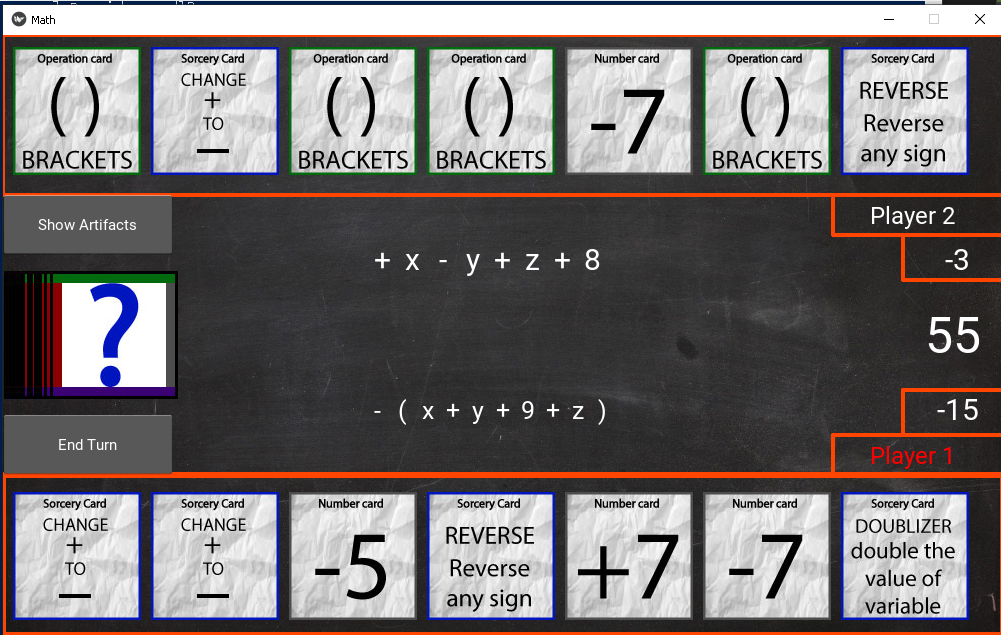 Math
Operation card
( )
BRACKETS
Sorcery Card
CHANGE
+
TO
—
Operation card
( )
BRACKETS
Operation card
( )
BRACKETS
Number card
-7
Operation card
( )
BRACKETS
Sorcery Card
REVERSE
Reverse
any sign
Show Artifacts
Player 2
-3
+ x - y + z + 8
?
55
- ( x + y + 9 + z )
-15
End Turn
Player 1
Sorcery Card
CHANGE
+
TO
—
Sorcery Card
CHANGE
+
TO
—
Number card
-5
Sorcery Card
REVERSE
Reverse
any sign
Number card
+7
Number card
-7
Sorcery Card
DOUBLIZER
double the
value of
variable